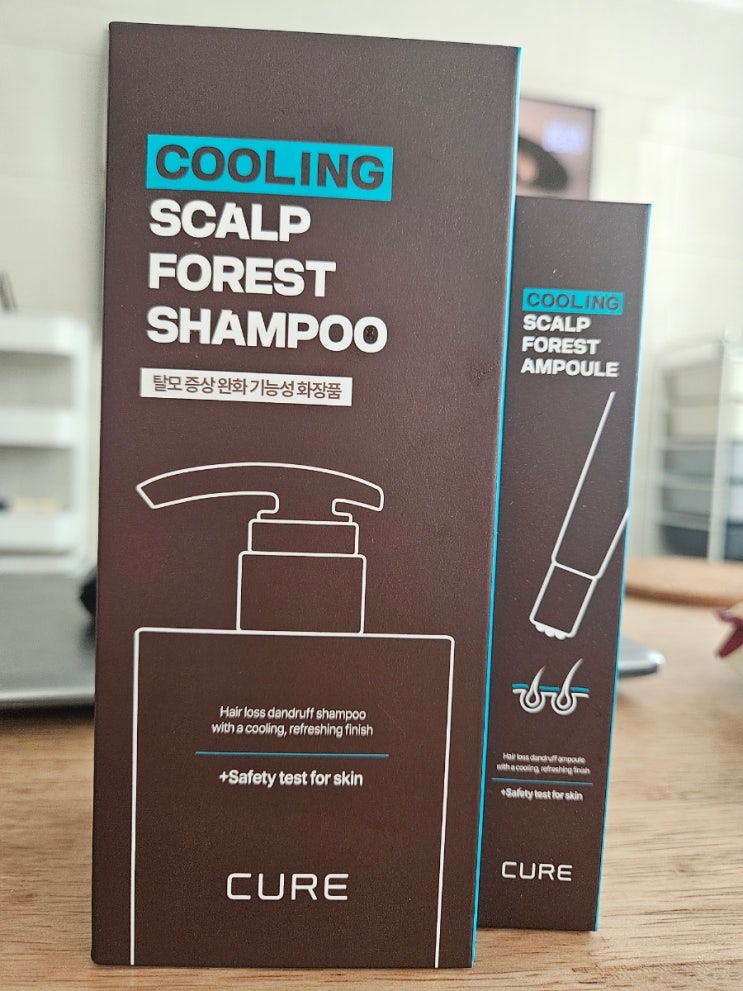 COOLING
SCALP
FOREST
SHAMPOO
탈모 증상 완화 기능성 화장품
Hair loss dandruff shampoo
with a cooling, refreshing finish
+Safety test for skin
CURE
COOLING
SCALP
FOREST
AMPOULE
Hair loss dandruff ampoule
with a cooling, refreshing finish
+Safety test for skin
CURE